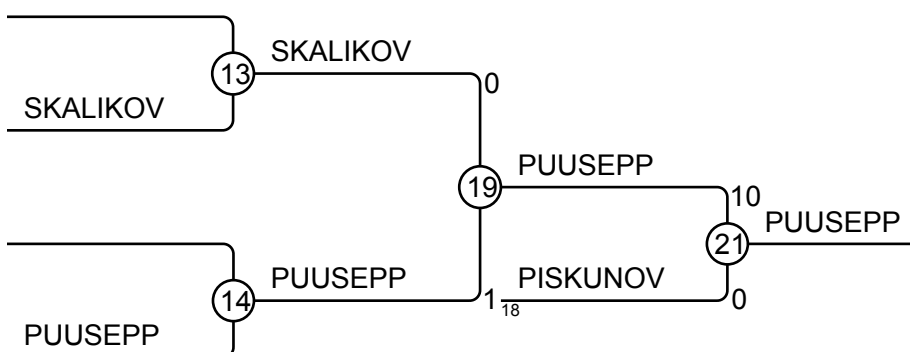 SKALIKOV
13
0
SKALIKOV
PUUSEPP
19
10
PUUSEPP
21
PUUSEPP
14
1
18
PISKUNOV
0
PUUSEPP